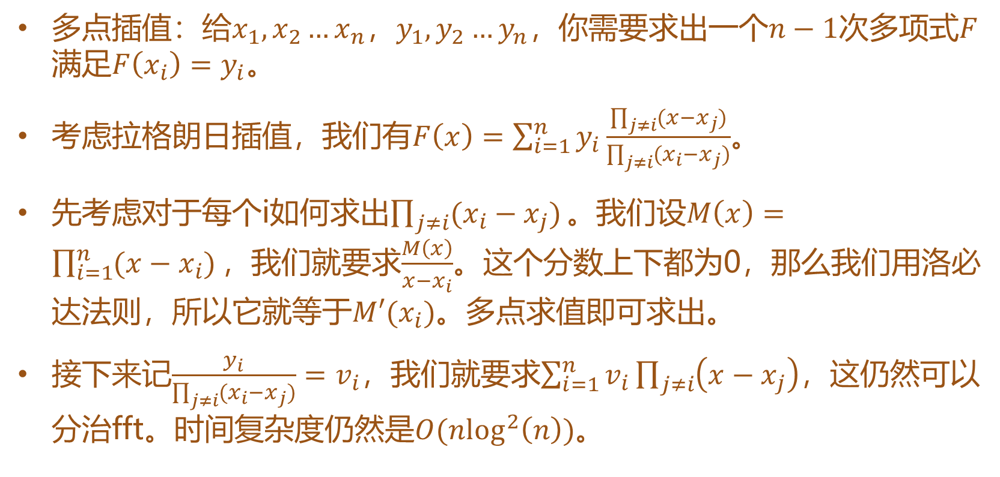 • 多点插值：给$x_1, x_2 \ldots x_n$，$y_1, y_2 \ldots y_n$，你需要求出一个$n-1$次多项式$F$
满足$F(x_i) = y_i$。
• 考虑拉格朗日插值，我们有$F(x) = \sum_{i=1}^{n} y_i \frac{\prod_{j \neq i}(x-x_j)}{\prod_{j \neq i}(x_i-x_j)}$。
• 先考虑对于每个i如何求出$\prod_{j \neq i}(x_i - x_j)$ 。我们设$M(x) =$
$\prod_{i=1}^{n}(x - x_i)$ ，我们就要求$\frac{M(x)}{x-x_i}$。这个分数上下都为0，那么我们用洛必
达法则，所以它就等于$M'(x_i)$。多点求值即可求出。
• 接下来记$\frac{y_i}{\prod_{j \neq i}(x_i-x_j)} = v_i$，我们就要求$\sum_{i=1}^{n} v_i \prod_{j \neq i}(x - x_j)$，这仍然可以
分治fft。时间复杂度仍然是$O(n\log^2(n))$。